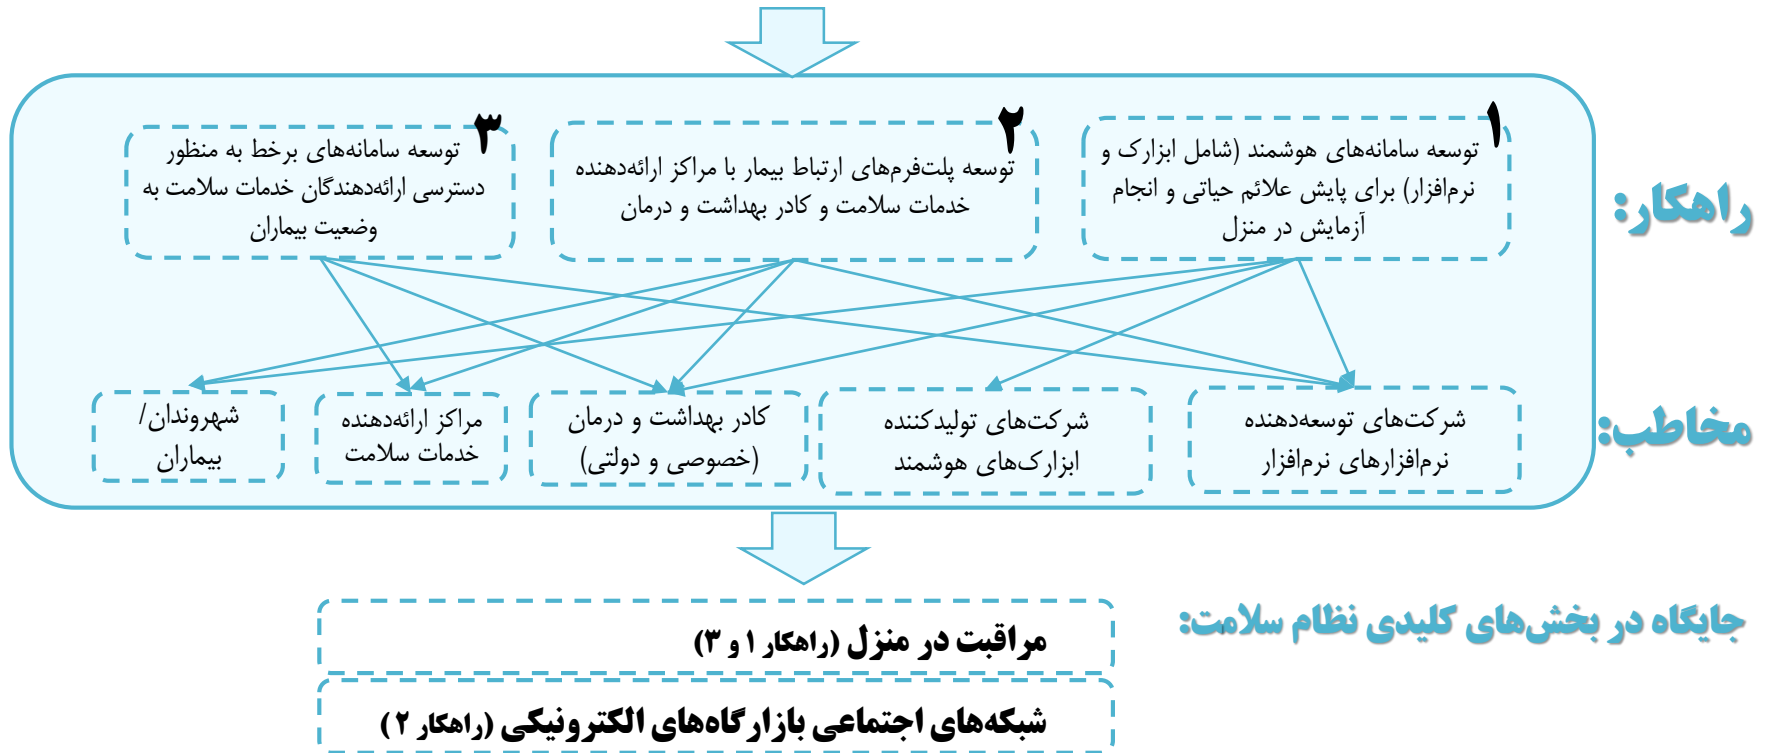 راهکار:
۱
توسعه سامانه‌های هوشمند (شامل ابزارک و
نرم‌افزار) برای پایش علائم حیاتی و انجام
آزمایش در منزل
۲
توسعه پلت‌فرم‌های ارتباط بیمار با مراکز ارائه‌دهنده
خدمات سلامت و کادر بهداشت و درمان
۳
توسعه سامانه‌های برخط به منظور
دسترسی ارائه‌دهندگان خدمات سلامت به
وضعیت بیماران
مخاطب:
شرکت‌های توسعه‌دهنده
نرم‌افزارهای نرم‌افزار
شرکت‌های تولیدکننده
ابزارک‌های هوشمند
کادر بهداشت و درمان
(خصوصی و دولتی)
مراکز ارائه‌دهنده
خدمات سلامت
شهروندان/
بیماران
جایگاه در بخش‌های کلیدی نظام سلامت:
مراقبت در منزل (راهکار ۱ و ۳)
شبکه‌های اجتماعی بازارگاه‌های الکترونیکی (راهکار ۲)